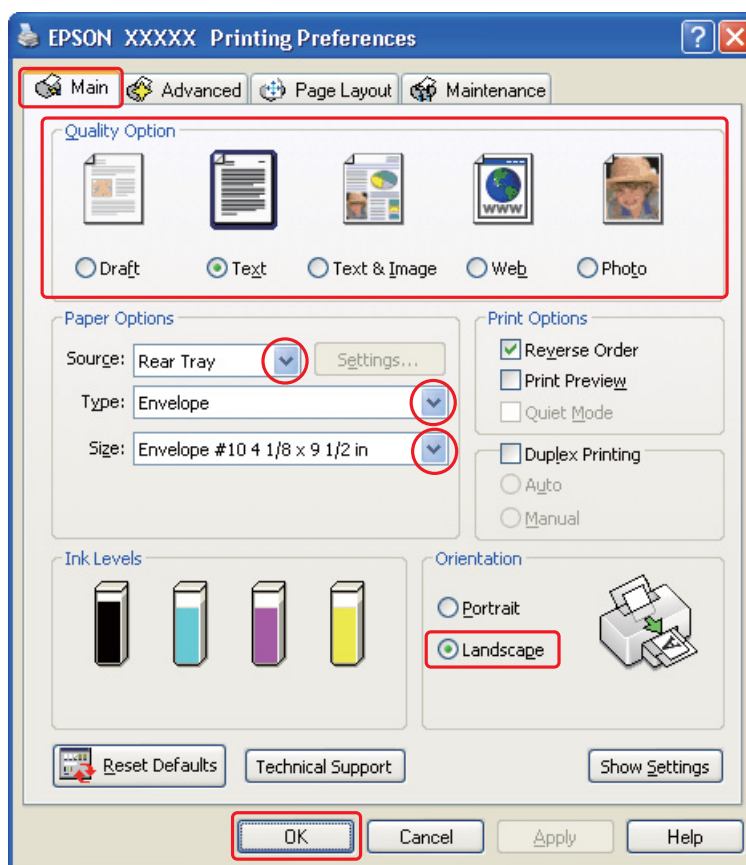 EPSON XXXXX Printing Preferences
Main
Advanced
Page Layout
Maintenance
Quality Option
WWW
Draft
Text
Text & Image
Web
Photo
Paper Options
Source:
Rear Tray
Settings...
Type:
Envelope
Size:
Envelope #10 4 1/8 x 9 1/2 in
Print Options
Reverse Order
Print Preview
Quiet Mode
Duplex Printing
Auto
Manual
Ink Levels
Orientation
Portrait
Landscape
A
Reset Defaults
Technical Support
Show Settings
OK
Cancel
Apply
Help